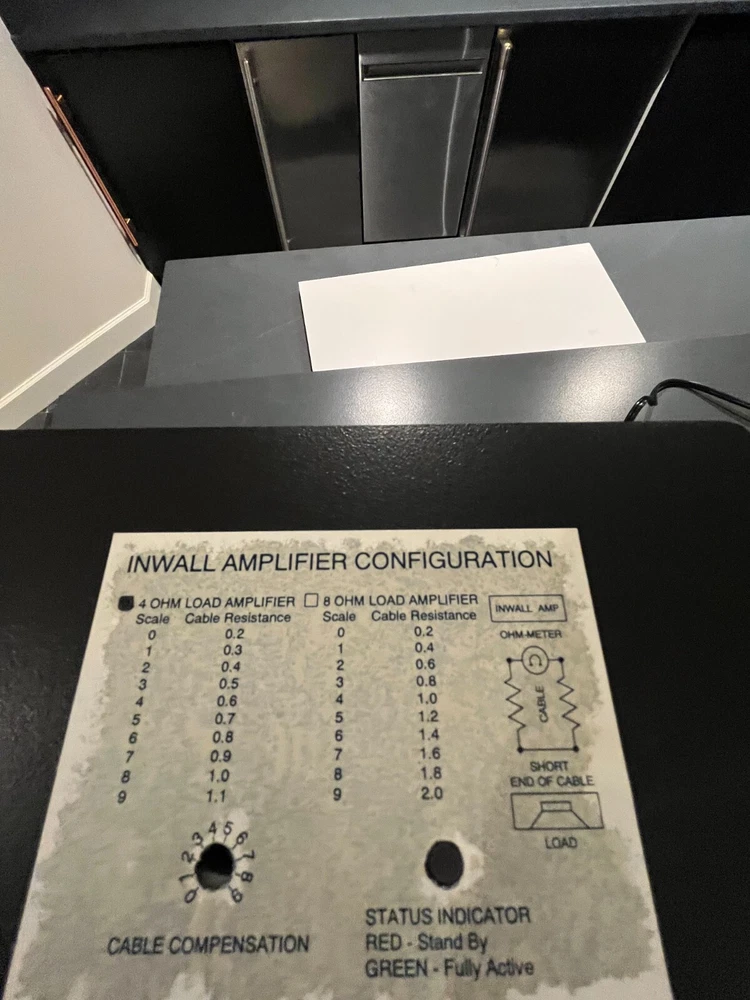 INWALL AMPLIFIER CONFIGURATION
4 OHM LOAD AMPLIFIER 8 OHM LOAD AMPLIFIER
Scale Cable Resistance Scale Cable Resistance
0 0.2 0 0.2
1 0.3 1 0.4
2 0.4 2 0.6
3 0.5 3 0.8
4 0.6 4 1.0
5 0.7 5 1.2
6 0.8 6 1.4
7 0.9 7 1.6
8 1.0 8 1.8
9 1.1 9 2.0
INWALL AMP
OHM-METER
Ω
CABLE
SHORT
END OF CABLE
LOAD
0 1 2 3 4 5 6 7 8 9
CABLE COMPENSATION
STATUS INDICATOR
RED - Stand By
GREEN - Fully Active